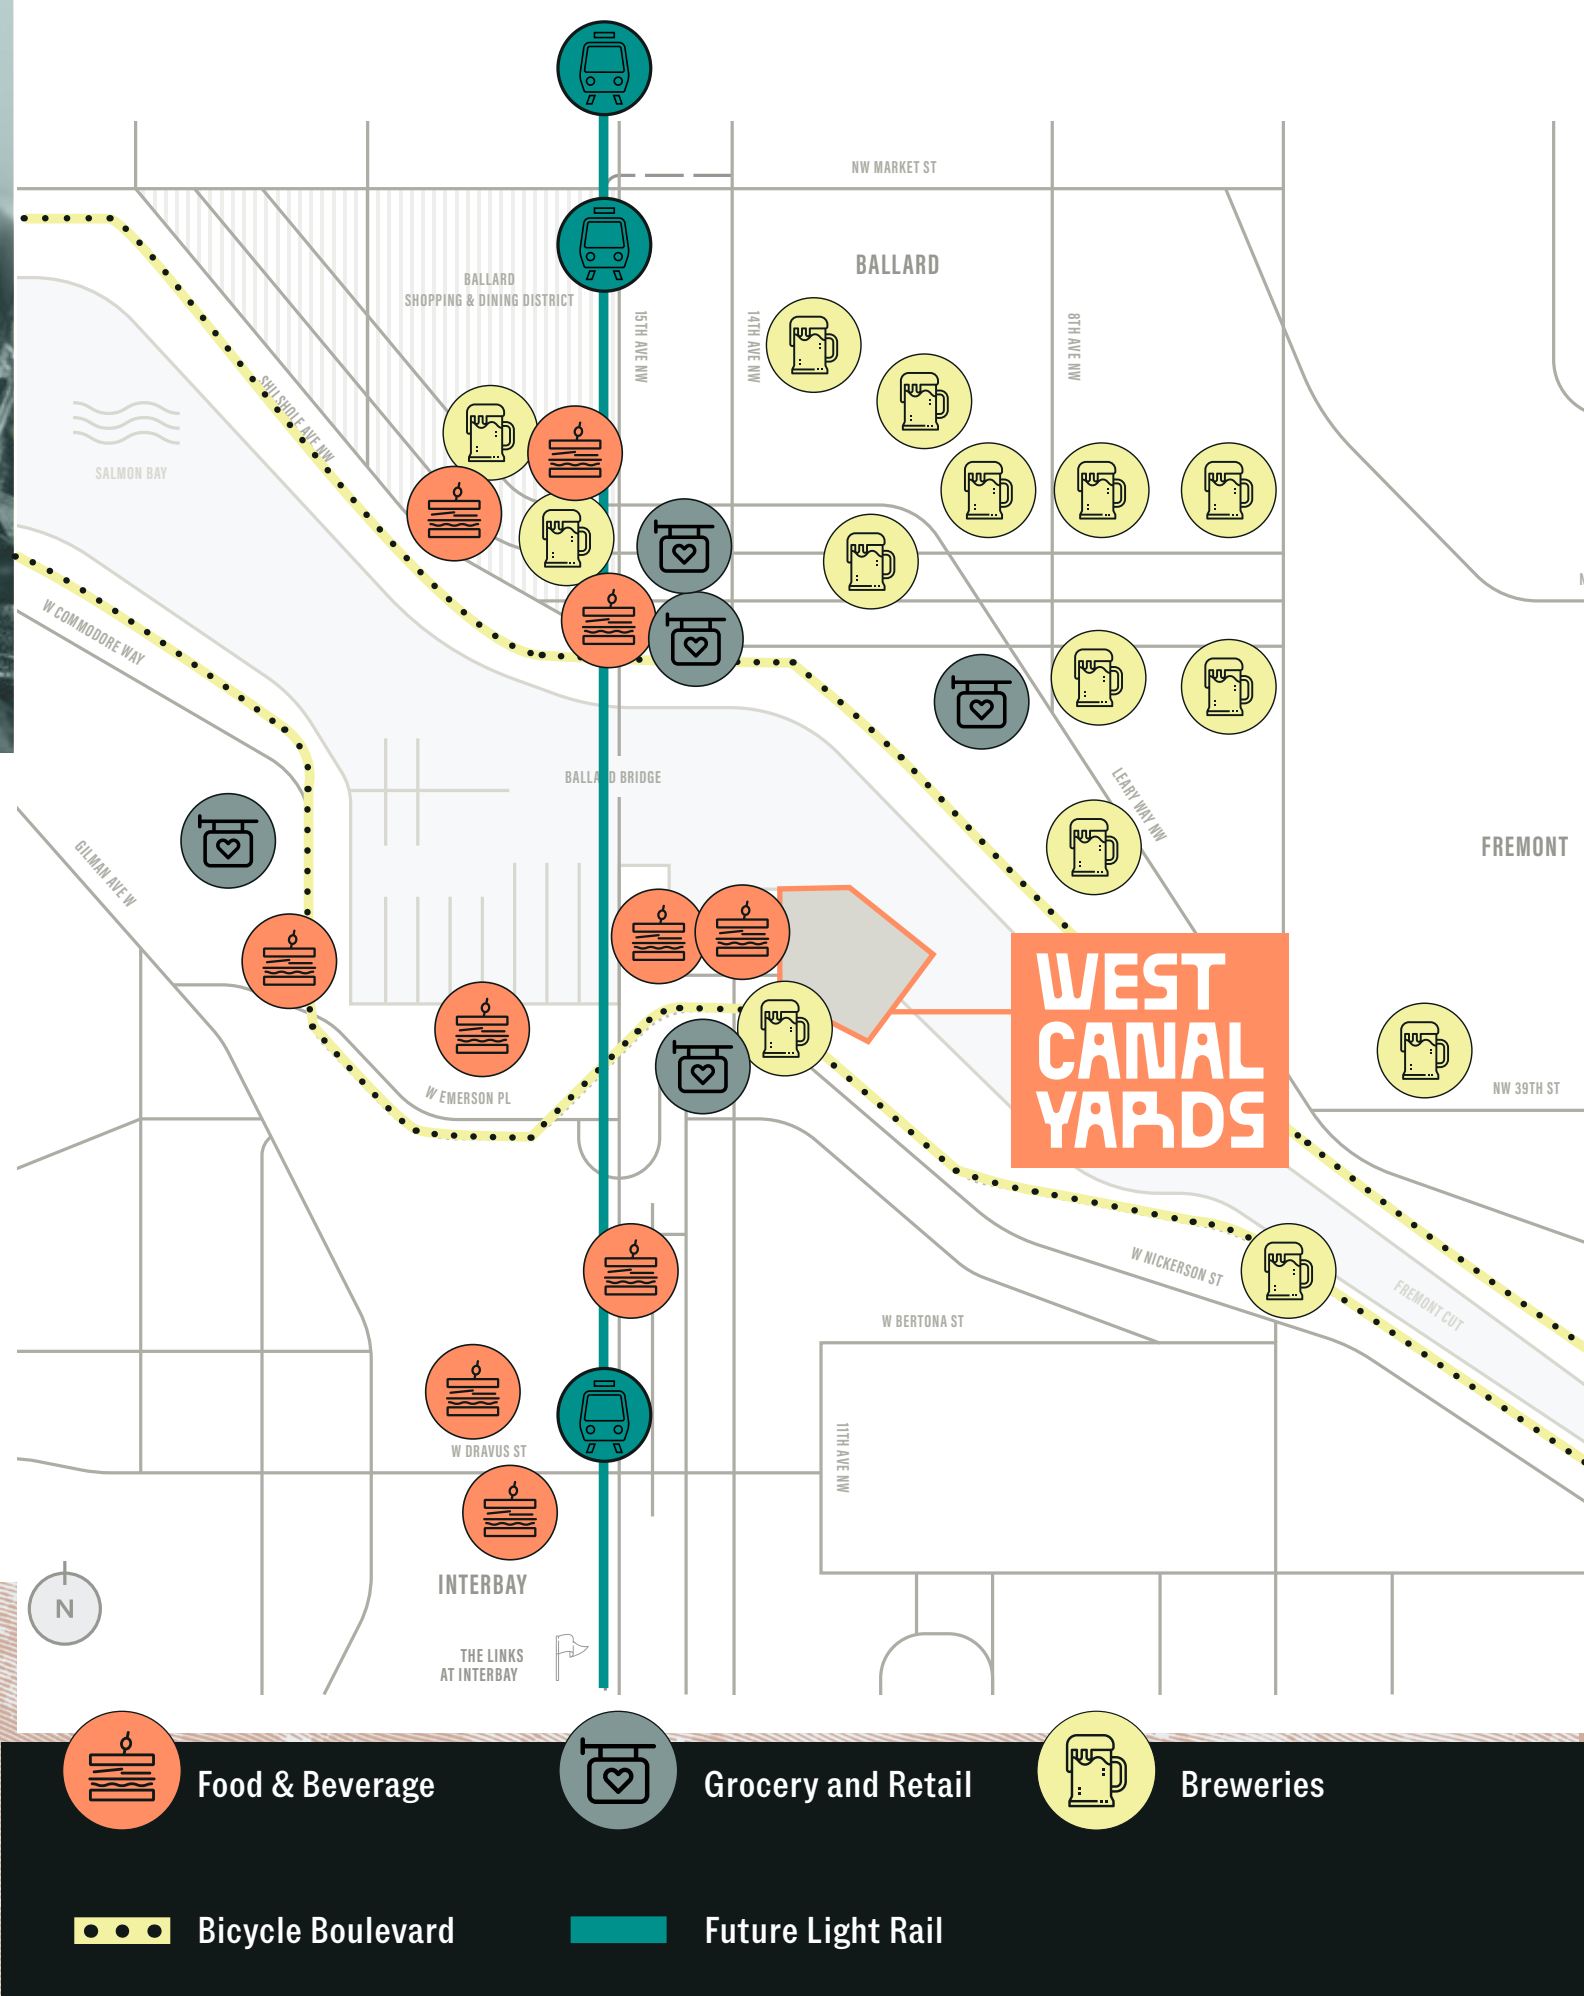 NW MARKET ST
BALLARD
BALLARD
SHOPPING & DINING DISTRICT
15TH AVE NW
14TH AVE NW
8TH AVE NW
SHILSHOLE AVE NW
SALMON BAY
W COMMODORE WAY
BALLARD BRIDGE
LEARY WAY NW
FREMONT
GILMAN AVE W
WEST
CANAL
YARDS
W EMERSON PL
NW 39TH ST
W NICKERSON ST
FREMONT CUT
W BERTONA ST
11TH AVE NW
W DRAVUS ST
INTERBAY
N
THE LINKS
AT INTERBAY
Food & Beverage
Grocery and Retail
Breweries
Bicycle Boulevard
Future Light Rail